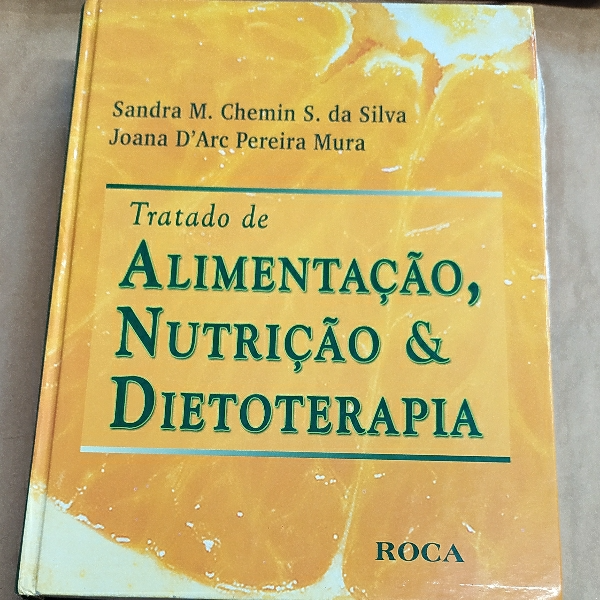 Sandra M. Chemin S. da Silva
Joana D'Arc Pereira Mura
Tratado de
ALIMENTAÇÃO,
NUTRIÇÃO &
DIETOTERAPIA
ROCA